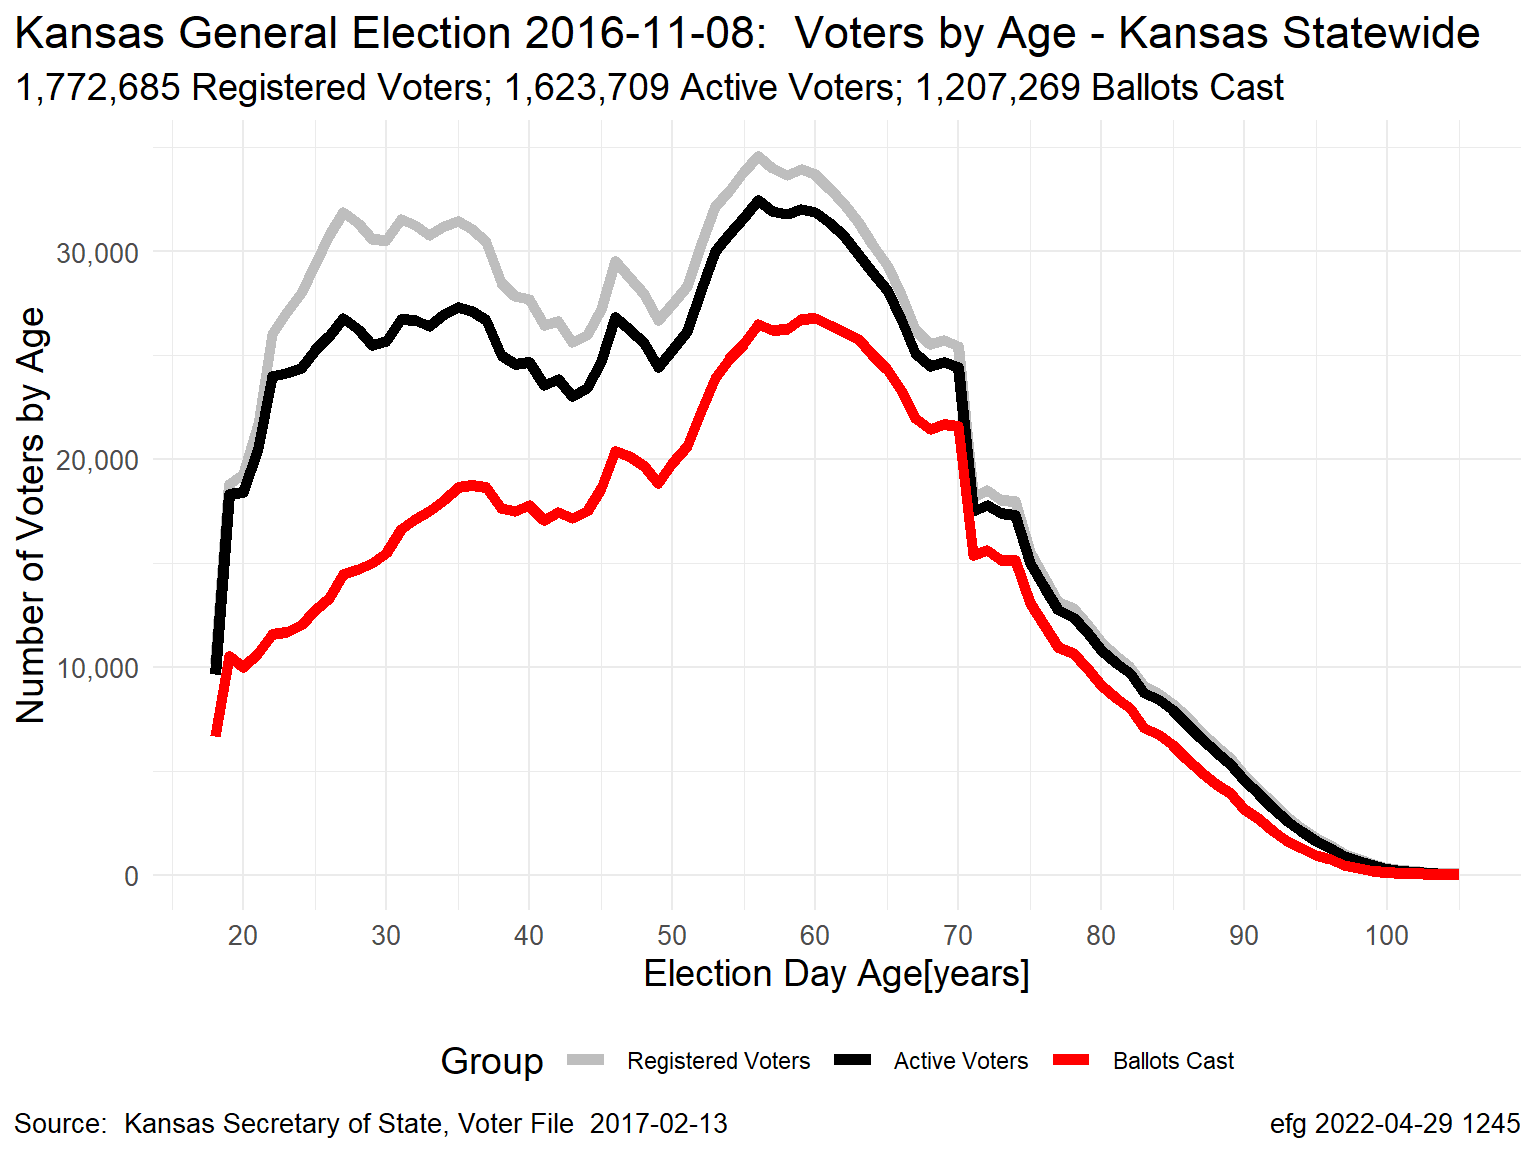 Kansas General Election 2016-11-08:  Voters by Age - Kansas Statewide
1,772,685 Registered Voters; 1,623,709 Active Voters; 1,207,269 Ballots Cast
Number of Voters by Age
30,000
20,000
10,000
0
20 30 40 50 60 70 80 90 100
Election Day Age[years]
Group Registered Voters Active Voters Ballots Cast
Source:  Kansas Secretary of State, Voter File  2017-02-13
efg 2022-04-29 1245